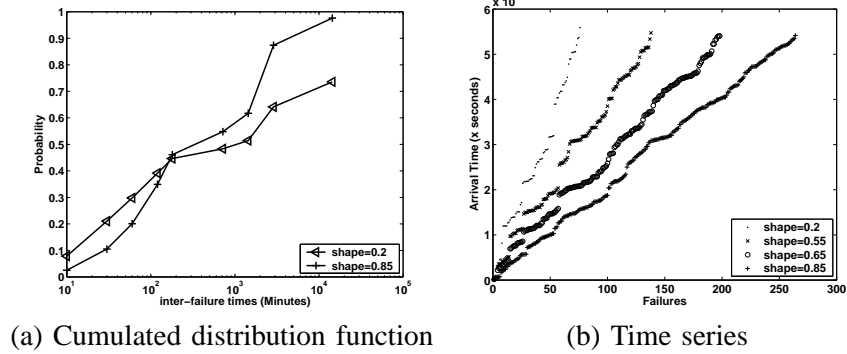 1
0.9
0.8
0.7
0.6
0.5
0.4
0.3
0.2
0.1
0
Probability
10^1 10^2 10^3 10^4 10^5
inter-failure times (Minutes)
shape=0.2
shape=0.85
(a) Cumulated distribution function
6
5
4
3
2
1
0
Arrival Time (x seconds)
0 50 100 150 200 250 300
Failures
shape=0.2
shape=0.55
shape=0.65
shape=0.85
(b) Time series